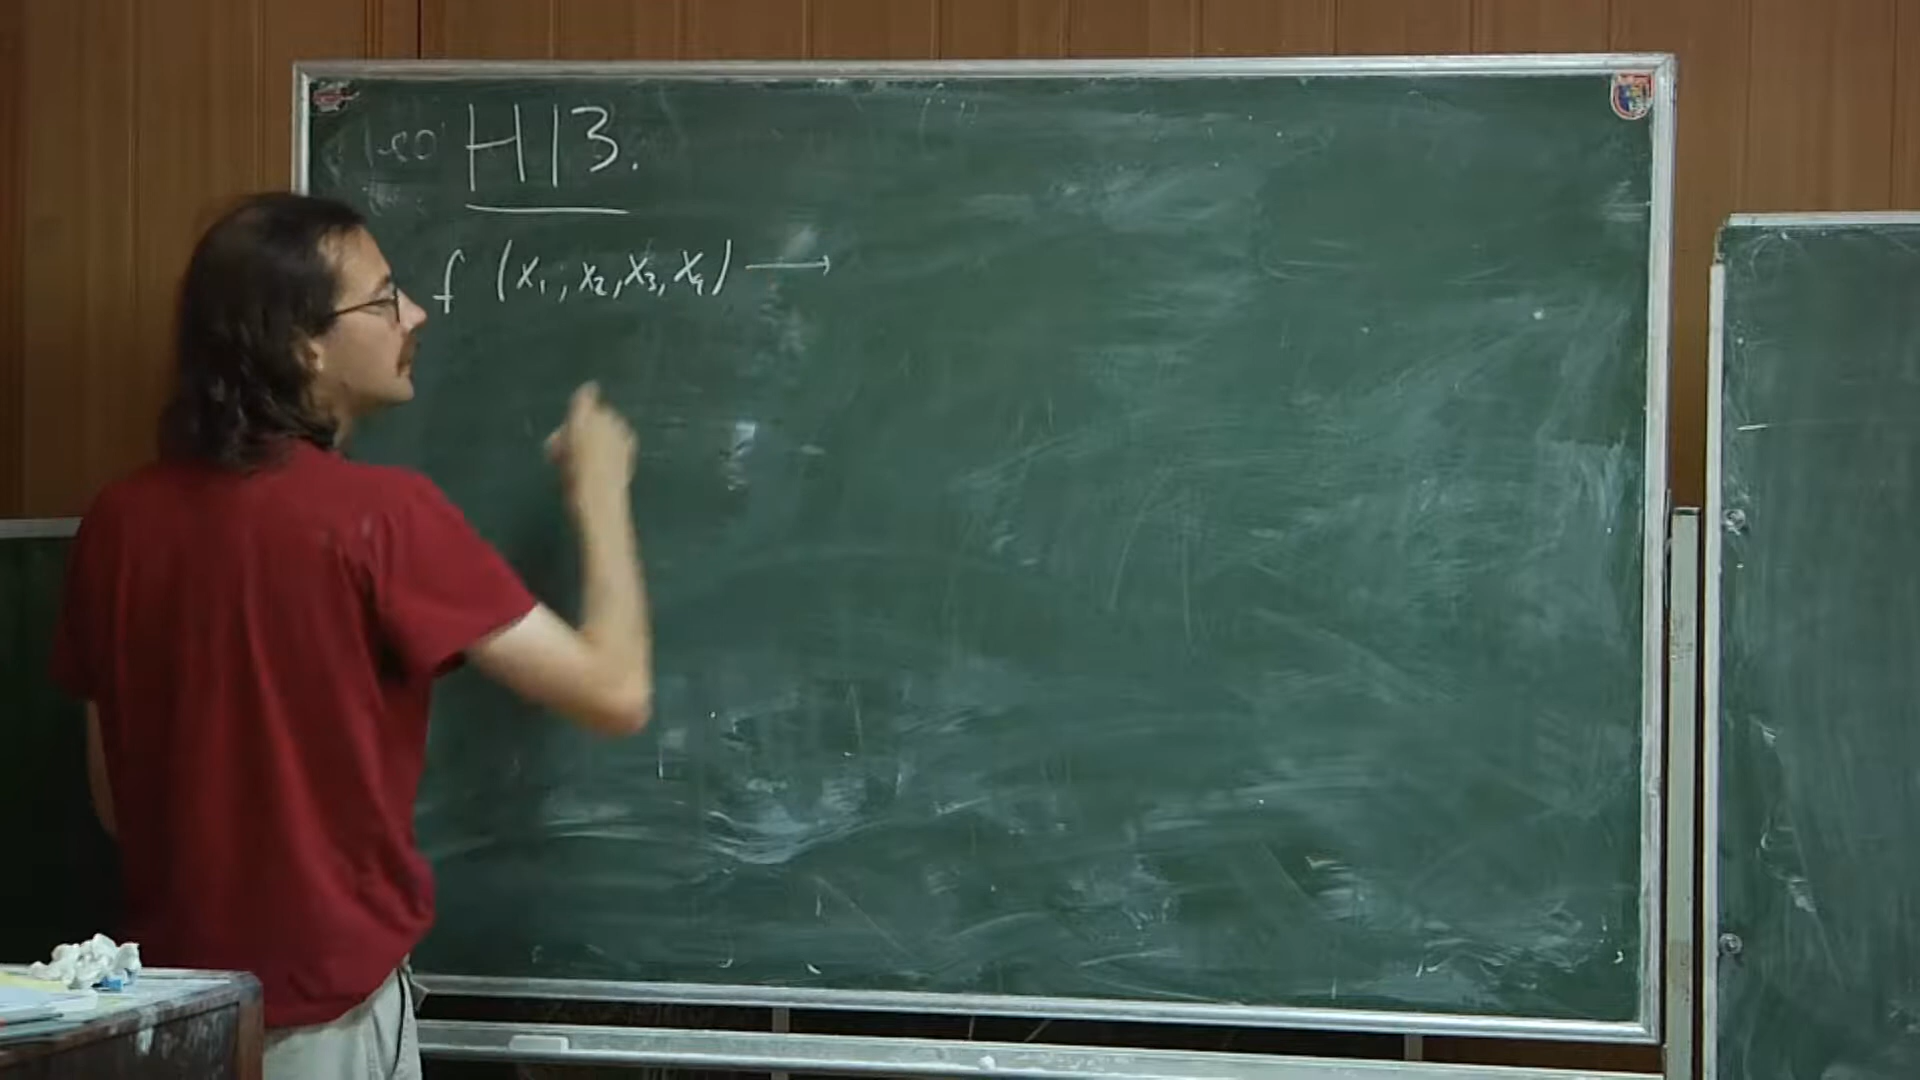 H13.
f (x₁, x₂, x₃, x₄) ⟶